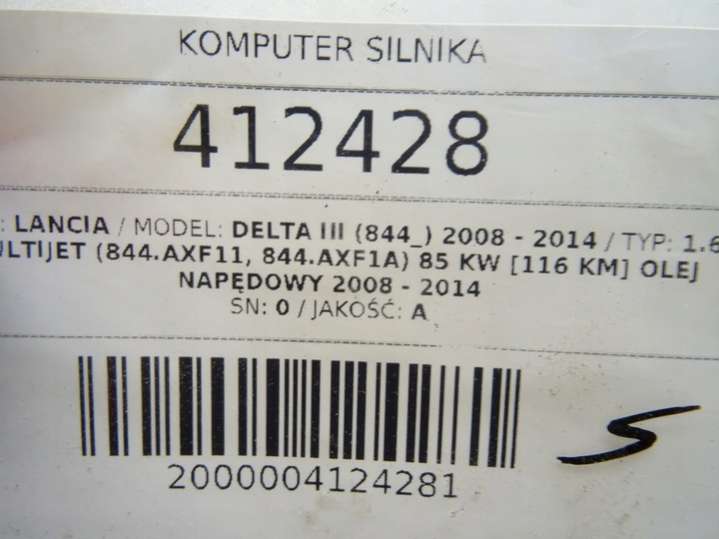 KOMPUTER SILNIKA
412428
: LANCIA / MODEL: DELTA III (844_) 2008 - 2014 / TYP: 1.6
ULTIJET (844.AXF11, 844.AXF1A) 85 KW [116 KM] OLEJ
NAPĘDOWY 2008 - 2014
SN: 0 / JAKOŚĆ: A
2000004124281